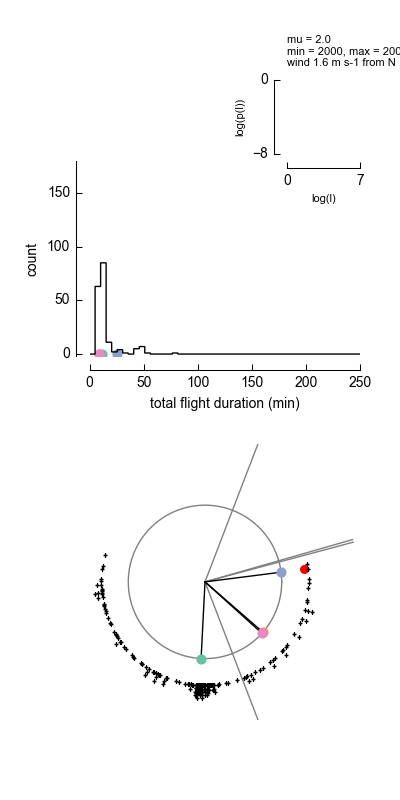 mu = 2.0
min = 2000, max = 200
wind 1.6 m s-1 from N
0
log(p(l))
−8
0 7
log(l)
150
100
count
50
0
0 50 100 150 200 250
total flight duration (min)